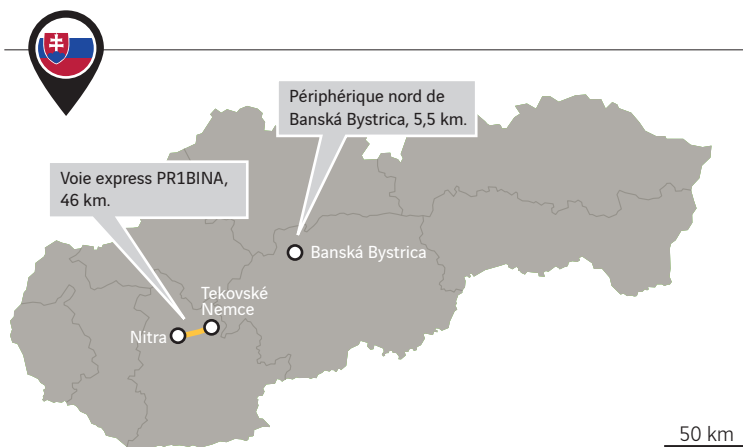 Périphérique nord de
Banská Bystrica, 5,5 km.
Voie express PR1BINA,
46 km.
Banská Bystrica
Tekovské
Nemce
Nitra
50 km